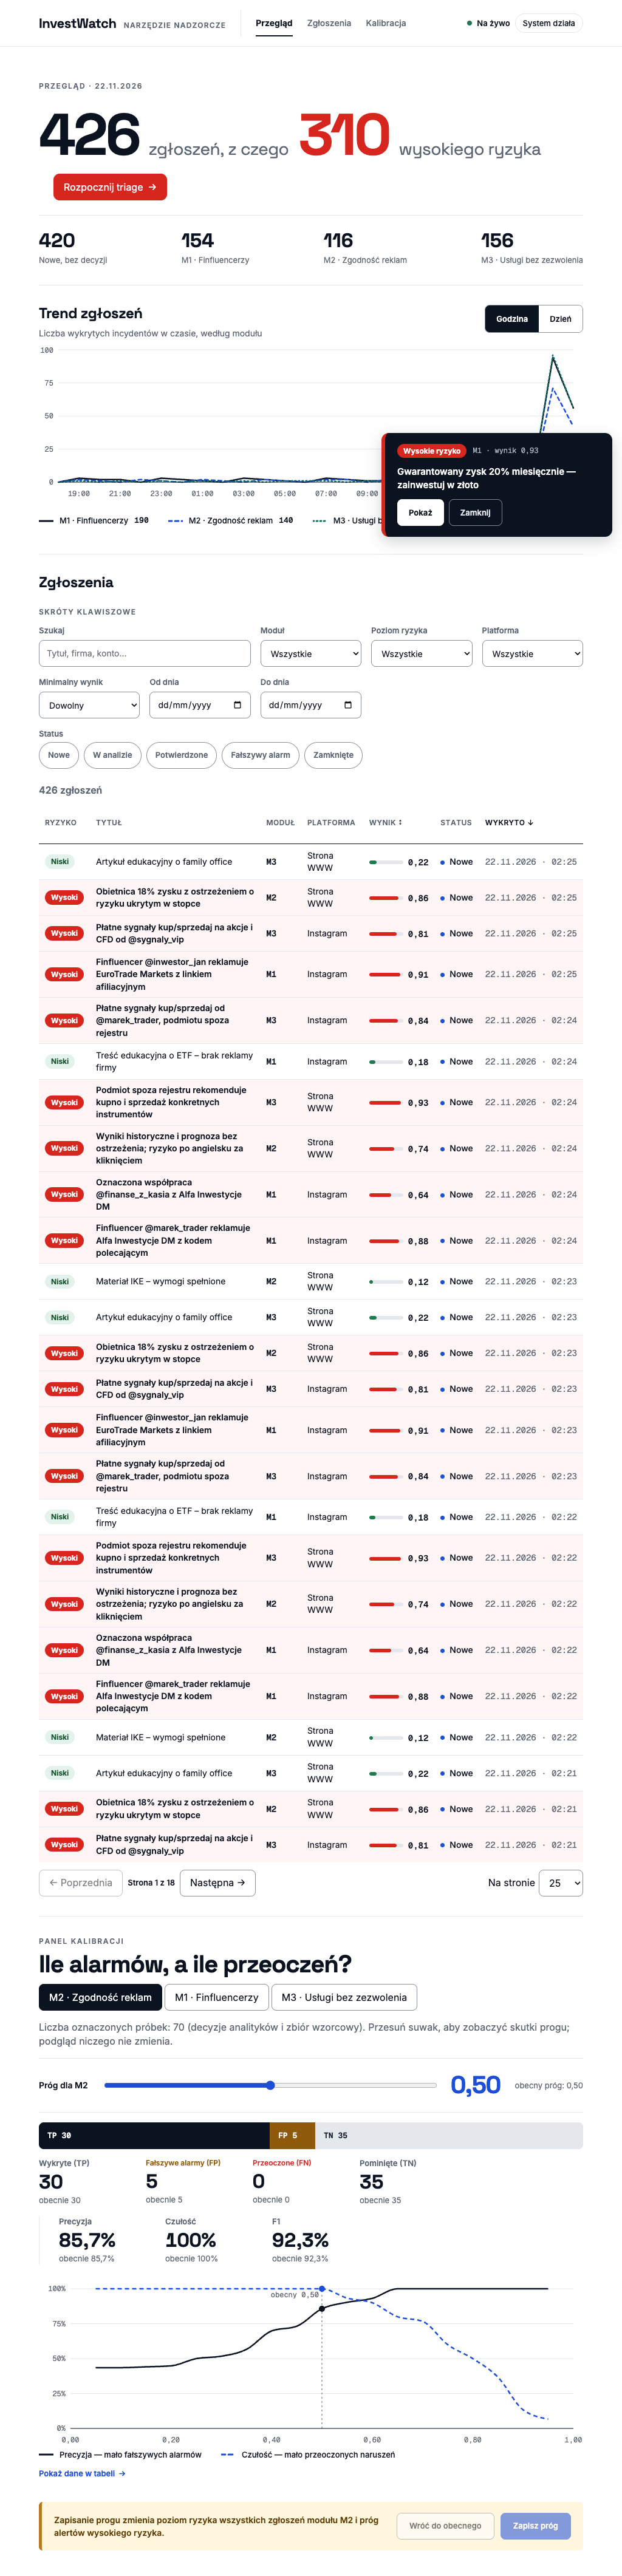 InvestWatch NARZĘDZIE NADZORCZE Przegląd Zgłoszenia Kalibracja Na żywo System działa
PRZEGLĄD · 22.11.2026
426 zgłoszeń, z czego 310 wysokiego ryzyka
Rozpocznij triage →
420 154 116 156
Nowe, bez decyzji M1 · Finfluencerzy M2 · Zgodność reklam M3 · Usługi bez zezwolenia
Trend zgłoszeń
Liczba wykrytych incydentów w czasie, według modułu
Godzina Dzień
100
75
50
25
0
19:00 21:00 23:00 01:00 03:00 05:00 07:00 09:00
Wysokie ryzyko M1 · wynik 0,93
Gwarantowany zysk 20% miesięcznie —
zainwestuj w złoto
Pokaż Zamknij
M1 · Finfluencerzy 190 M2 · Zgodność reklam 140 M3 · Usługi b
Zgłoszenia
SKRÓTY KLAWISZOWE
Szukaj Moduł Poziom ryzyka Platforma
Tytuł, firma, konto... Wszystkie Wszystkie Wszystkie
Minimalny wynik Od dnia Do dnia
Dowolny dd/mm/yyyy dd/mm/yyyy
Status
Nowe W analizie Potwierdzone Fałszywy alarm Zamknięte
426 zgłoszeń
RYZYKO TYTUŁ MODUŁ PLATFORMA WYNIK ↕ STATUS WYKRYTO ↓
Niski Artykuł edukacyjny o family office M3 Strona WWW 0,22 Nowe 22.11.2026 · 02:25
Wysoki Obietnica 18% zysku z ostrzeżeniem o ryzyku ukrytym w stopce M2 Strona WWW 0,86 Nowe 22.11.2026 · 02:25
Wysoki Płatne sygnały kup/sprzedaj na akcje i CFD od @sygnaly_vip M3 Instagram 0,81 Nowe 22.11.2026 · 02:25
Wysoki Finfluencer @inwestor_jan reklamuje EuroTrade Markets z linkiem afiliacyjnym M1 Instagram 0,91 Nowe 22.11.2026 · 02:25
Wysoki Płatne sygnały kup/sprzedaj od @marek_trader, podmiotu spoza rejestru M3 Instagram 0,84 Nowe 22.11.2026 · 02:24
Niski Treść edukacyjna o ETF – brak reklamy firmy M1 Instagram 0,18 Nowe 22.11.2026 · 02:24
Wysoki Podmiot spoza rejestru rekomenduje kupno i sprzedaż konkretnych instrumentów M3 Strona WWW 0,93 Nowe 22.11.2026 · 02:24
Wysoki Wyniki historyczne i prognoza bez ostrzeżenia; ryzyko po angielsku za kliknięciem M2 Strona WWW 0,74 Nowe 22.11.2026 · 02:24
Wysoki Oznaczona współpraca @finanse_z_kasia z Alfa Inwestycje DM M1 Instagram 0,64 Nowe 22.11.2026 · 02:24
Wysoki Finfluencer @marek_trader reklamuje Alfa Inwestycje DM z kodem polecającym M1 Instagram 0,88 Nowe 22.11.2026 · 02:24
Niski Materiał IKE – wymogi spełnione M2 Strona WWW 0,12 Nowe 22.11.2026 · 02:23
Niski Artykuł edukacyjny o family office M3 Strona WWW 0,22 Nowe 22.11.2026 · 02:23
Wysoki Obietnica 18% zysku z ostrzeżeniem o ryzyku ukrytym w stopce M2 Strona WWW 0,86 Nowe 22.11.2026 · 02:23
Wysoki Płatne sygnały kup/sprzedaj na akcje i CFD od @sygnaly_vip M3 Instagram 0,81 Nowe 22.11.2026 · 02:23
Wysoki Finfluencer @inwestor_jan reklamuje EuroTrade Markets z linkiem afiliacyjnym M1 Instagram 0,91 Nowe 22.11.2026 · 02:23
Wysoki Płatne sygnały kup/sprzedaj od @marek_trader, podmiotu spoza rejestru M3 Instagram 0,84 Nowe 22.11.2026 · 02:23
Niski Treść edukacyjna o ETF – brak reklamy firmy M1 Instagram 0,18 Nowe 22.11.2026 · 02:22
Wysoki Podmiot spoza rejestru rekomenduje kupno i sprzedaż konkretnych instrumentów M3 Strona WWW 0,93 Nowe 22.11.2026 · 02:22
Wysoki Wyniki historyczne i prognoza bez ostrzeżenia; ryzyko po angielsku za kliknięciem M2 Strona WWW 0,74 Nowe 22.11.2026 · 02:22
Wysoki Oznaczona współpraca @finanse_z_kasia z Alfa Inwestycje DM M1 Instagram 0,64 Nowe 22.11.2026 · 02:22
Wysoki Finfluencer @marek_trader reklamuje Alfa Inwestycje DM z kodem polecającym M1 Instagram 0,88 Nowe 22.11.2026 · 02:22
Niski Materiał IKE – wymogi spełnione M2 Strona WWW 0,12 Nowe 22.11.2026 · 02:22
Niski Artykuł edukacyjny o family office M3 Strona WWW 0,22 Nowe 22.11.2026 · 02:21
Wysoki Obietnica 18% zysku z ostrzeżeniem o ryzyku ukrytym w stopce M2 Strona WWW 0,86 Nowe 22.11.2026 · 02:21
Wysoki Płatne sygnały kup/sprzedaj na akcje i CFD od @sygnaly_vip M3 Instagram 0,81 Nowe 22.11.2026 · 02:21
← Poprzednia Strona 1 z 18 Następna → Na stronie 25
PANEL KALIBRACJI
Ile alarmów, a ile przeoczeń?
M2 · Zgodność reklam M1 · Finfluencerzy M3 · Usługi bez zezwolenia
Liczba oznaczonych próbek: 70 (decyzje analityków i zbiór wzorcowy). Przesuń suwak, aby zobaczyć skutki progu;
podgląd niczego nie zmienia.
Próg dla M2 0,50 obecny próg: 0,50
TP 30 FP 5 TN 35
Wykryte (TP) Fałszywe alarmy (FP) Przeoczone (FN) Pominięte (TN)
30 5 0 35
obecnie 30 obecnie 5 obecnie 0 obecnie 35
Precyzja Czułość F1
85,7% 100% 92,3%
obecnie 85,7% obecnie 100% obecnie 92,3%
100%
obecny 0,50
75%
50%
25%
0%
0,00 0,20 0,40 0,60 0,80 1,00
Precyzja — mało fałszywych alarmów Czułość — mało przeoczonych naruszeń
Pokaż dane w tabeli →
Zapisanie progu zmienia poziom ryzyka wszystkich zgłoszeń modułu M2 i próg
alertów wysokiego ryzyka.
Wróć do obecnego Zapisz próg